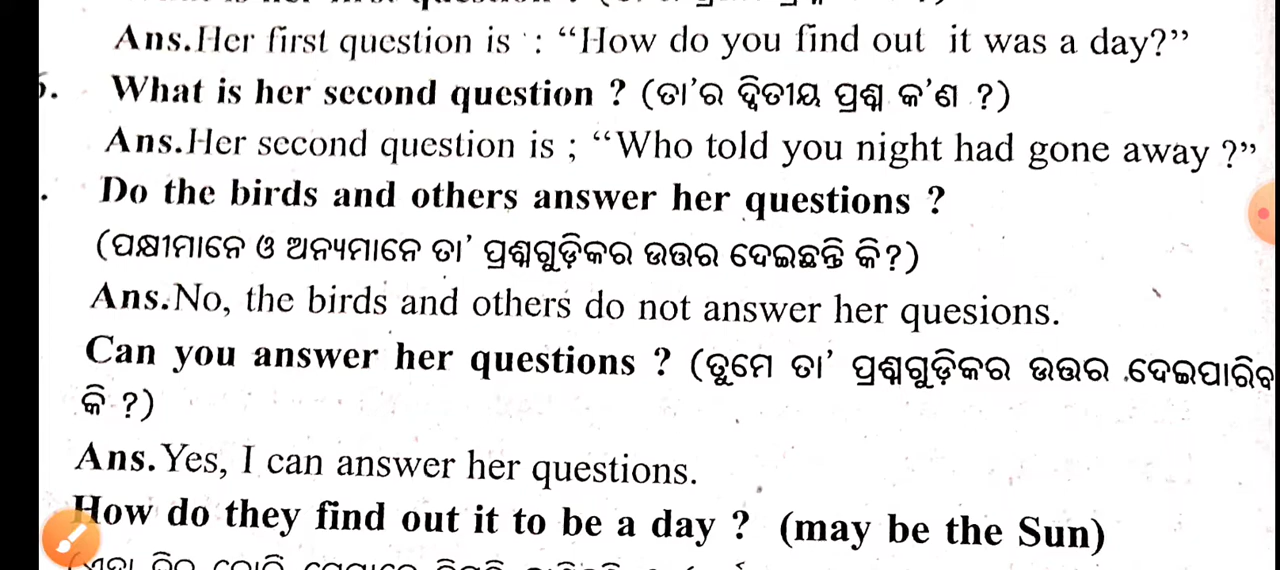 Ans.Her first question is : “How do you find out it was a day?”
What is her second question ? (ତା’ର ଦ୍ୱିତୀୟ ପ୍ରଶ୍ନ କ’ଣ ?)
Ans.Her second question is ; “Who told you night had gone away ?”
Do the birds and others answer her questions ?
(ପକ୍ଷୀମାନେ ଓ ଅନ୍ୟମାନେ ତା’ ପ୍ରଶ୍ନଗୁଡ଼ିକର ଉତ୍ତର ଦେଇଛନ୍ତି କି?)
Ans.No, the birds and others do not answer her quesions.
Can you answer her questions ? (ତୁମେ ତା’ ପ୍ରଶ୍ନଗୁଡ଼ିକର ଉତ୍ତର ଦେଇପାରିବ
କି ?)
Ans.Yes, I can answer her questions.
How do they find out it to be a day ? (may be the Sun)